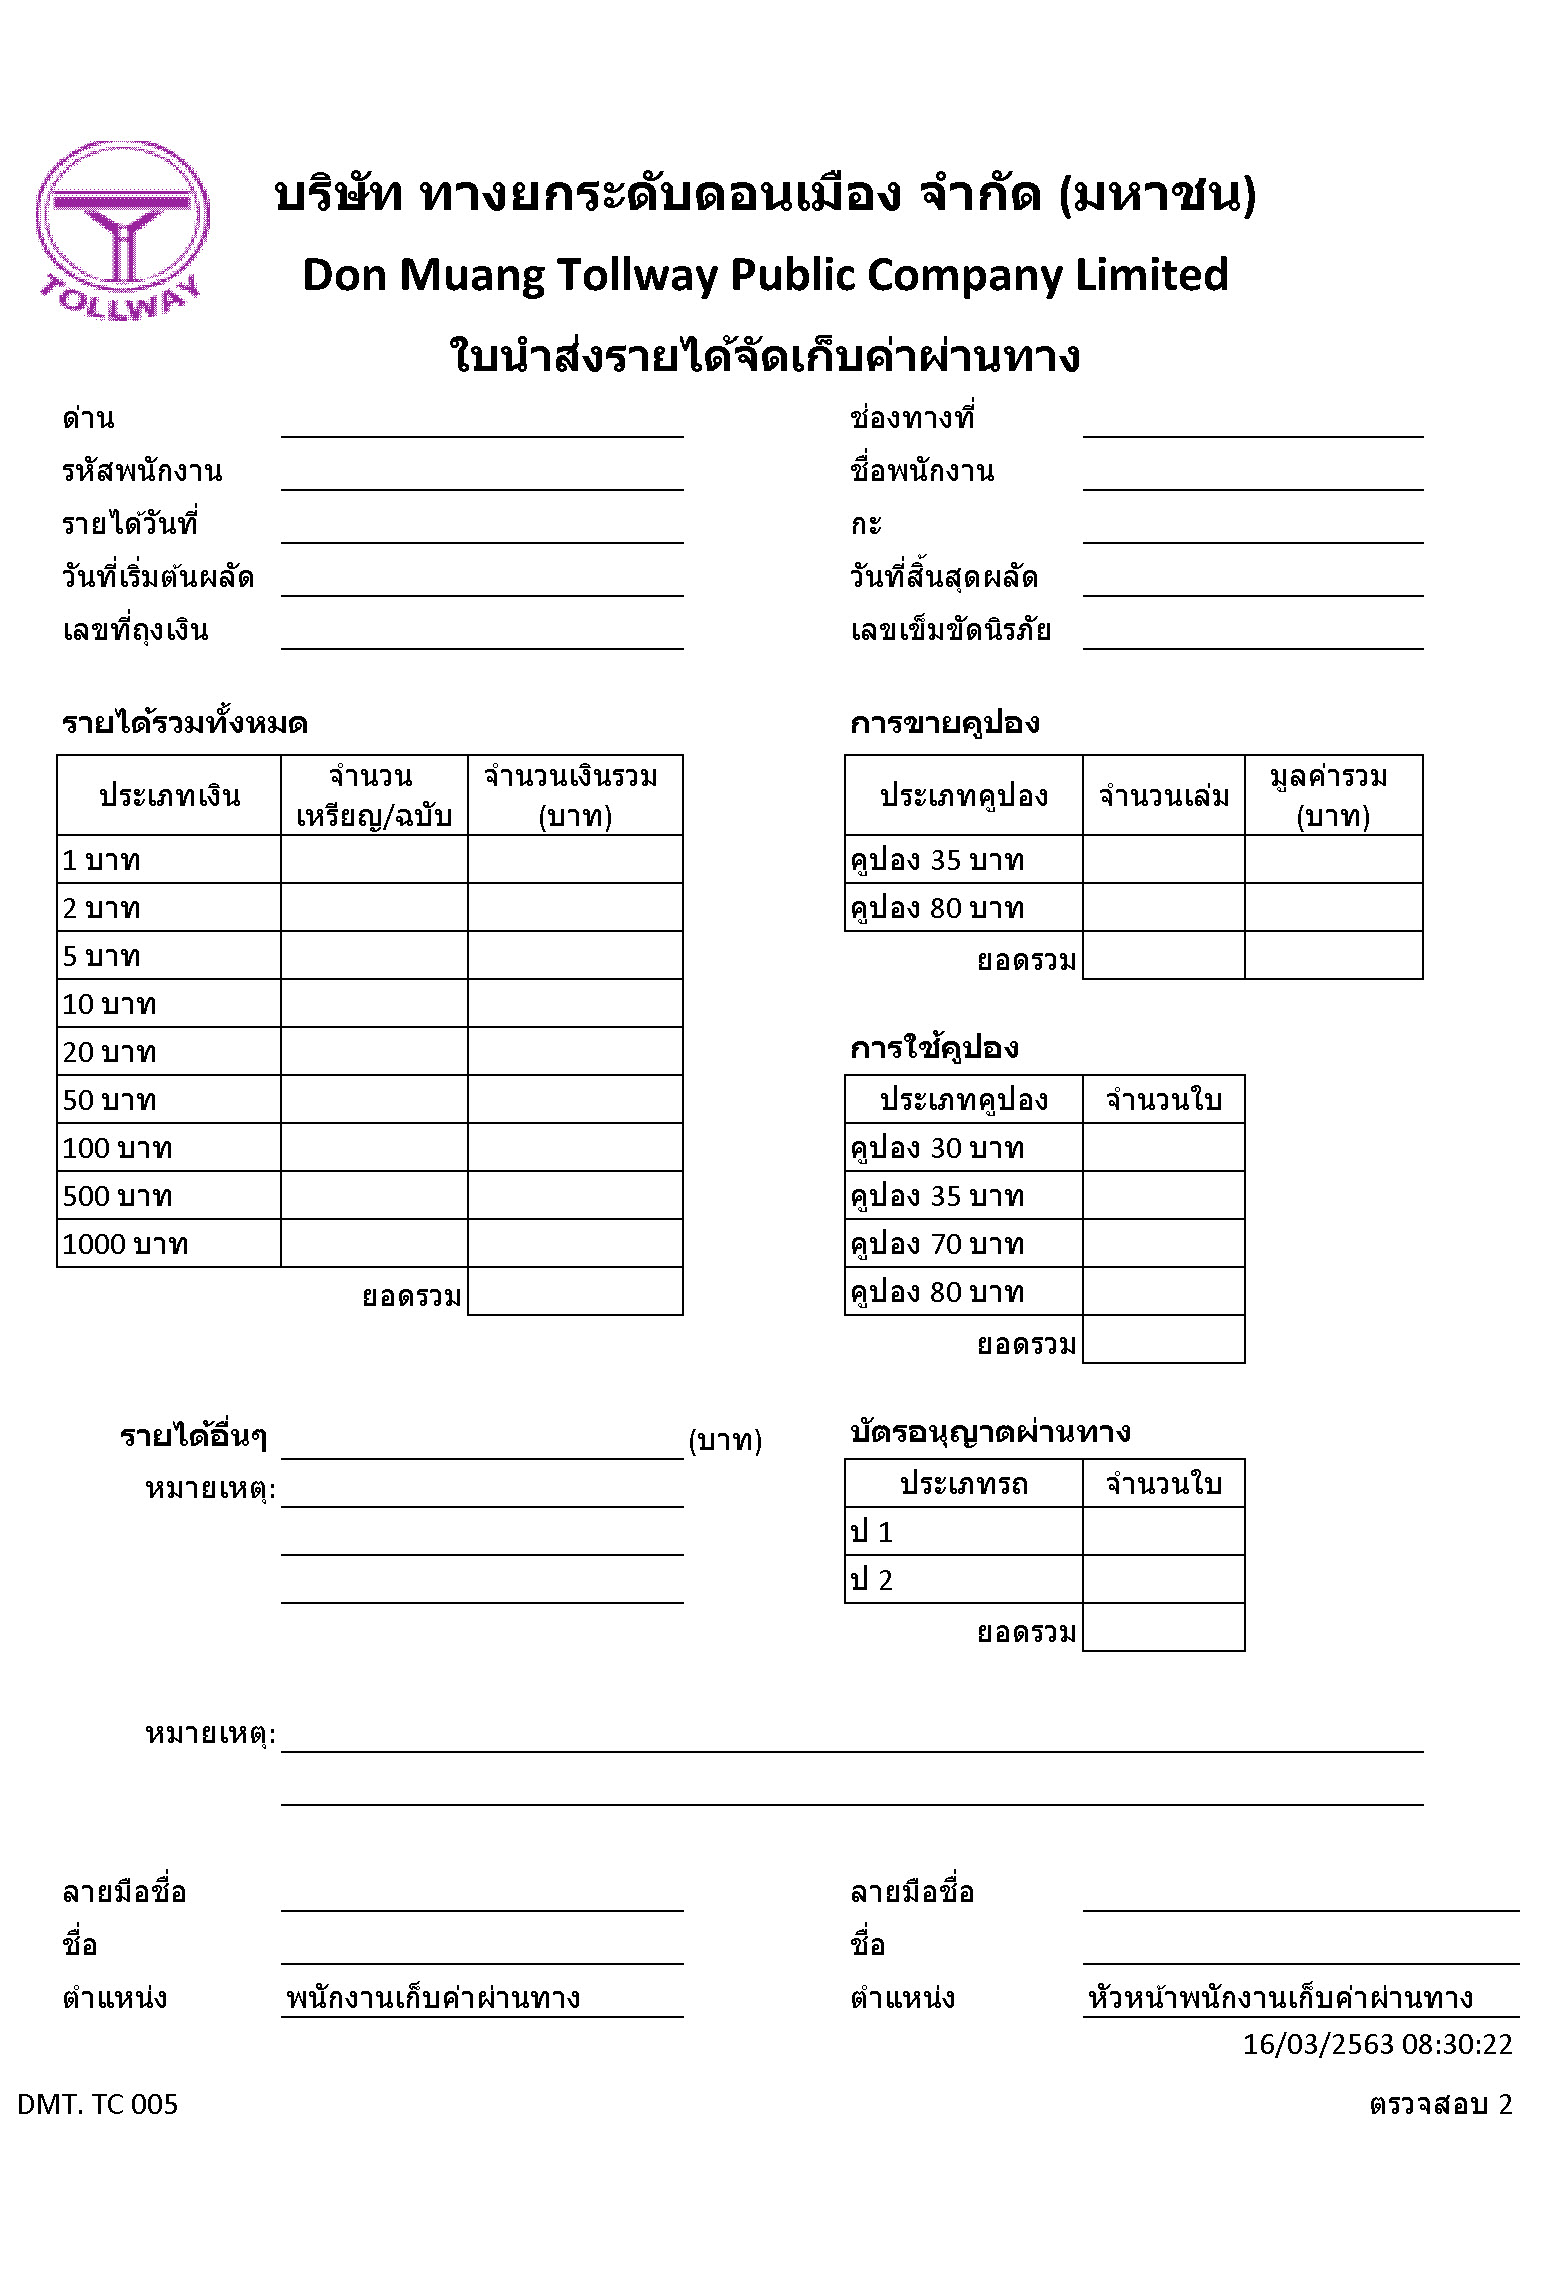 TOLLWAY
บริษัท ทางยกระดับดอนเมือง จำกัด (มหาชน)
Don Muang Tollway Public Company Limited
ใบนำส่งรายได้จัดเก็บค่าผ่านทาง
ด่าน ช่องทางที่
รหัสพนักงาน ชื่อพนักงาน
รายได้วันที่ กะ
วันที่เริ่มต้นผลัด วันที่สิ้นสุดผลัด
เลขที่ถุงเงิน เลขเข็มขัดนิรภัย
รายได้รวมทั้งหมด
ประเภทเงิน จำนวน เหรียญ/ฉบับ จำนวนเงินรวม (บาท)
1 บาท
2 บาท
5 บาท
10 บาท
20 บาท
50 บาท
100 บาท
500 บาท
1000 บาท
ยอดรวม
การขายคูปอง
ประเภทคูปอง จำนวนเล่ม มูลค่ารวม (บาท)
คูปอง 35 บาท
คูปอง 80 บาท
ยอดรวม
การใช้คูปอง
ประเภทคูปอง จำนวนใบ
คูปอง 30 บาท
คูปอง 35 บาท
คูปอง 70 บาท
คูปอง 80 บาท
ยอดรวม
รายได้อื่นๆ (บาท)
หมายเหตุ:
บัตรอนุญาตผ่านทาง
ประเภทรถ จำนวนใบ
ป 1
ป 2
ยอดรวม
หมายเหตุ:
ลายมือชื่อ ลายมือชื่อ
ชื่อ ชื่อ
ตำแหน่ง พนักงานเก็บค่าผ่านทาง ตำแหน่ง หัวหน้าพนักงานเก็บค่าผ่านทาง
16/03/2563 08:30:22
DMT. TC 005 ตรวจสอบ 2